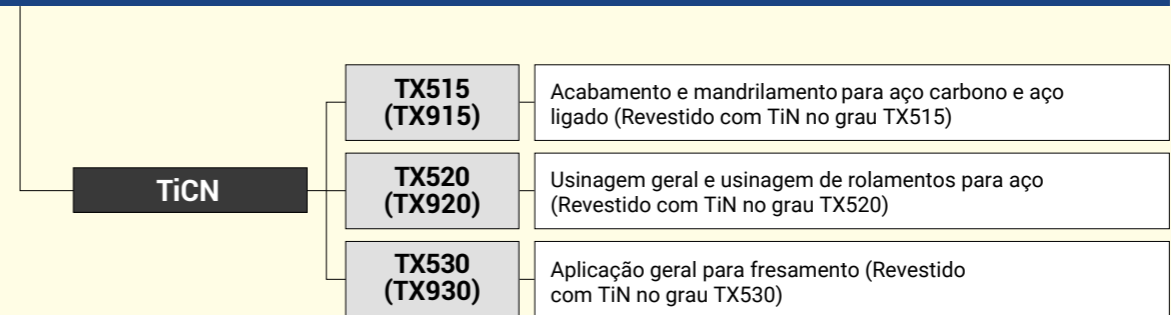 TX515
(TX915)
Acabamento e mandrilamento para aço carbono e aço
ligado (Revestido com TiN no grau TX515)
TiCN
TX520
(TX920)
Usinagem geral e usinagem de rolamentos para aço
(Revestido com TiN no grau TX520)
TX530
(TX930)
Aplicação geral para fresamento (Revestido
com TiN no grau TX530)